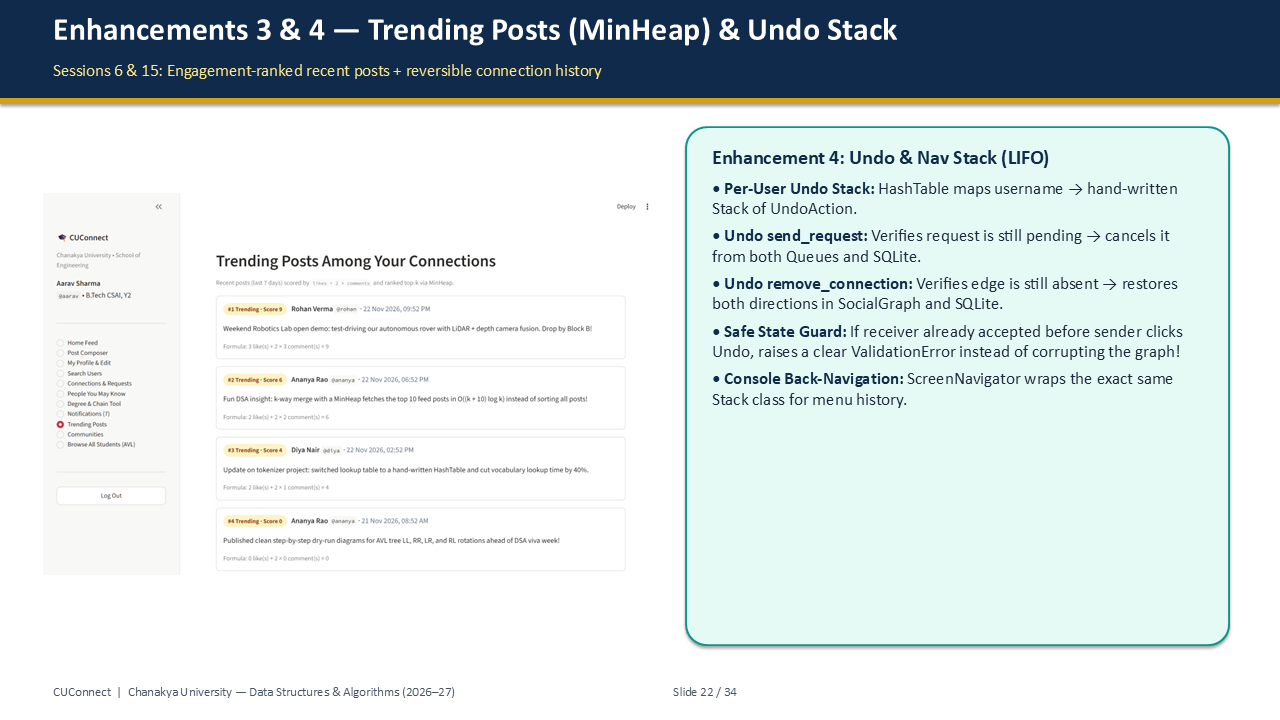 Enhancements 3 & 4 — Trending Posts (MinHeap) & Undo Stack
Sessions 6 & 15: Engagement-ranked recent posts + reversible connection history
«
Deploy ⋮
CUConnect
Chanakya University • School of
Engineering
Aarav Sharma
@aarav • B.Tech CSAI, Y2
Home Feed
Post Composer
My Profile & Edit
Search Users
Connections & Requests
People You May Know
Degree & Chain Tool
Notifications (7)
Trending Posts
Communities
Browse All Students (AVL)
Log Out
Trending Posts Among Your Connections
Recent posts (last 7 days) scored by likes + 2 × comments and ranked top-k via MinHeap.
#1 Trending · Score 9 Rohan Verma @rohan · 22 Nov 2026, 09:52 PM
Weekend Robotics Lab open demo: test-driving our autonomous rover with LiDAR + depth camera fusion. Drop by Block B!
Formula: 3 like(s) + 2 × 3 comment(s) = 9
#2 Trending · Score 6 Ananya Rao @ananya · 22 Nov 2026, 06:52 PM
Fun DSA insight: k-way merge with a MinHeap fetches the top 10 feed posts in O((k + 10) log k) instead of sorting all posts!
Formula: 2 like(s) + 2 × 2 comment(s) = 6
#3 Trending · Score 4 Diya Nair @diya · 22 Nov 2026, 02:52 PM
Update on tokenizer project: switched lookup table to a hand-written HashTable and cut vocabulary lookup time by 40%.
Formula: 2 like(s) + 2 × 1 comment(s) = 4
#4 Trending · Score 0 Ananya Rao @ananya · 21 Nov 2026, 08:52 AM
Published clean step-by-step dry-run diagrams for AVL tree LL, RR, LR, and RL rotations ahead of DSA viva week!
Formula: 0 like(s) + 2 × 0 comment(s) = 0
Enhancement 4: Undo & Nav Stack (LIFO)
• Per-User Undo Stack: HashTable maps username → hand-written
Stack of UndoAction.
• Undo send_request: Verifies request is still pending → cancels it
from both Queues and SQLite.
• Undo remove_connection: Verifies edge is still absent → restores
both directions in SocialGraph and SQLite.
• Safe State Guard: If receiver already accepted before sender clicks
Undo, raises a clear ValidationError instead of corrupting the graph!
• Console Back-Navigation: ScreenNavigator wraps the exact same
Stack class for menu history.
CUConnect | Chanakya University — Data Structures & Algorithms (2026–27)
Slide 22 / 34